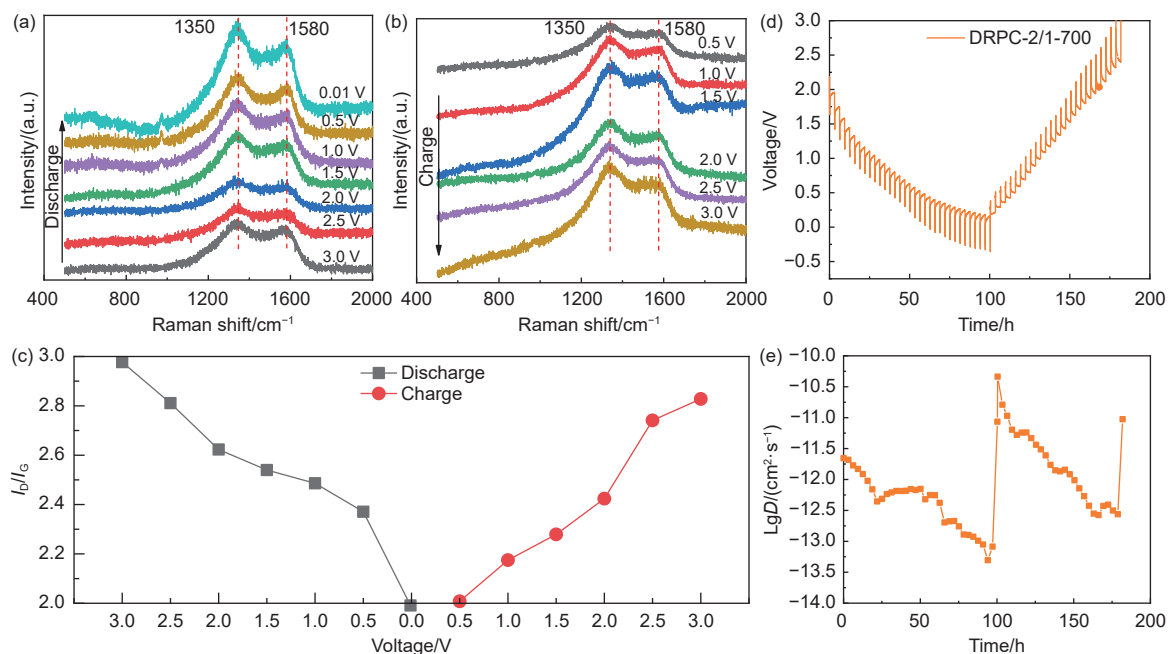 (a)
1350
1580
0.01 V
0.5 V
1.0 V
1.5 V
2.0 V
2.5 V
3.0 V
Discharge
Intensity/(a.u.)
400 800 1200 1600 2000
Raman shift/cm⁻¹
(b)
1350
1580
0.5 V
1.0 V
1.5 V
2.0 V
2.5 V
3.0 V
Charge
Intensity/(a.u.)
400 800 1200 1600 2000
Raman shift/cm⁻¹
(d)
DRPC-2/1-700
3.0
2.5
2.0
1.5
1.0
0.5
0.0
−0.5
Voltage/V
0 50 100 150 200
Time/h
(c)
Discharge
Charge
3.0
2.8
2.6
2.4
2.2
2.0
I_D/I_G
3.0 2.5 2.0 1.5 1.0 0.5 0.0 0.5 1.0 1.5 2.0 2.5 3.0
Voltage/V
(e)
−10.0
−10.5
−11.0
−11.5
−12.0
−12.5
−13.0
−13.5
−14.0
LgD/(cm²·s⁻¹)
0 50 100 150 200
Time/h